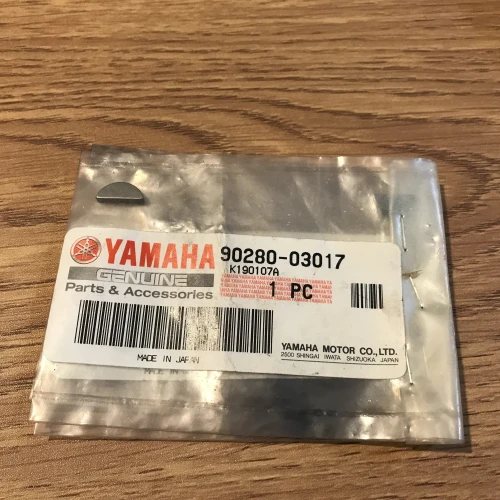 YAMAHA 90280-03017
GENUINE K190107A
Parts & Accessories 1 PC
MADE IN JAPAN
YAMAHA MOTOR CO.,LTD.
2500 SHINGAI IWATA SHIZUOKA JAPAN